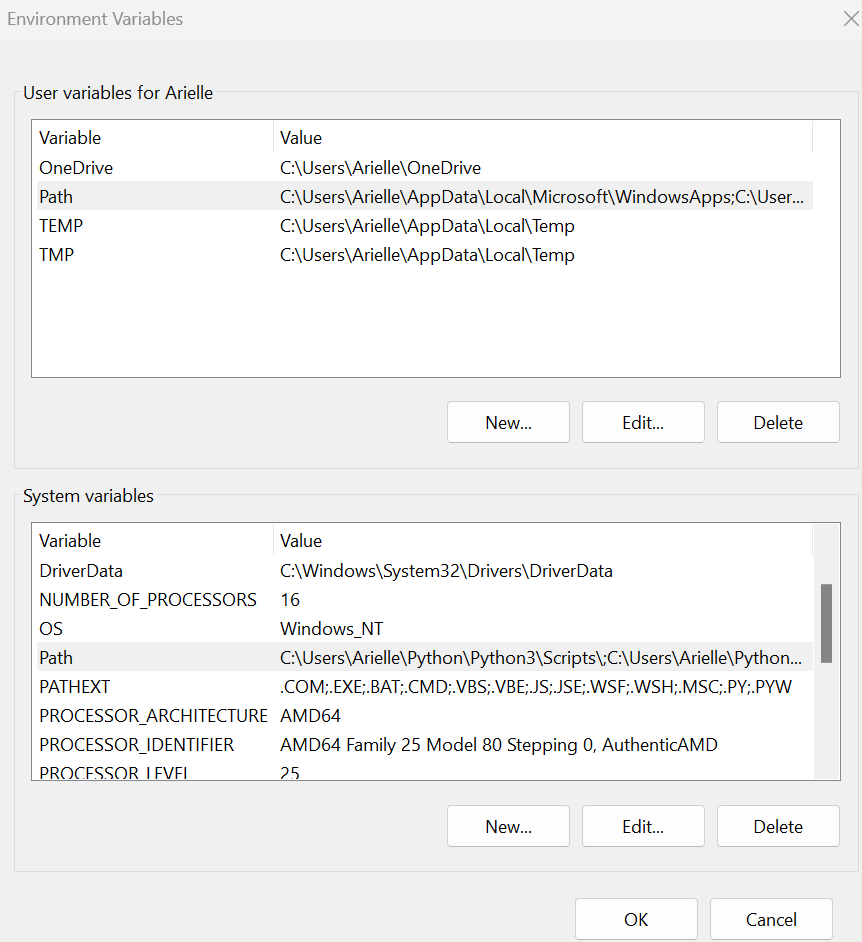 Environment Variables
User variables for Arielle
Variable Value
OneDrive C:\Users\Arielle\OneDrive
Path C:\Users\Arielle\AppData\Local\Microsoft\WindowsApps;C:\User...
TEMP C:\Users\Arielle\AppData\Local\Temp
TMP C:\Users\Arielle\AppData\Local\Temp
New... Edit... Delete
System variables
Variable Value
DriverData C:\Windows\System32\Drivers\DriverData
NUMBER_OF_PROCESSORS 16
OS Windows_NT
Path C:\Users\Arielle\Python\Python3\Scripts\;C:\Users\Arielle\Python...
PATHEXT .COM;.EXE;.BAT;.CMD;.VBS;.VBE;.JS;.JSE;.WSF;.WSH;.MSC;.PY;.PYW
PROCESSOR_ARCHITECTURE AMD64
PROCESSOR_IDENTIFIER AMD64 Family 25 Model 80 Stepping 0, AuthenticAMD
PROCESSOR_LEVEL 25
New... Edit... Delete
OK Cancel